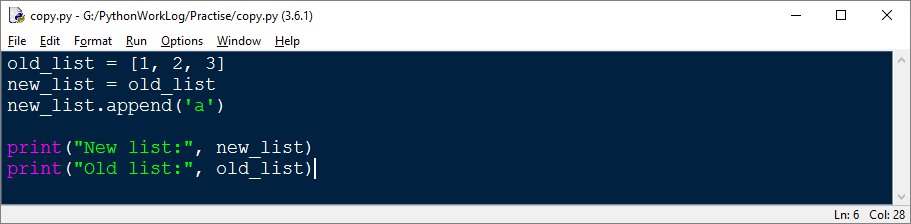 copy.py - G:/PythonWorkLog/Practise/copy.py (3.6.1)
File Edit Format Run Options Window Help
old_list = [1, 2, 3]
new_list = old_list
new_list.append('a')
print("New list:", new_list)
print("Old list:", old_list)
Ln: 6 Col: 28